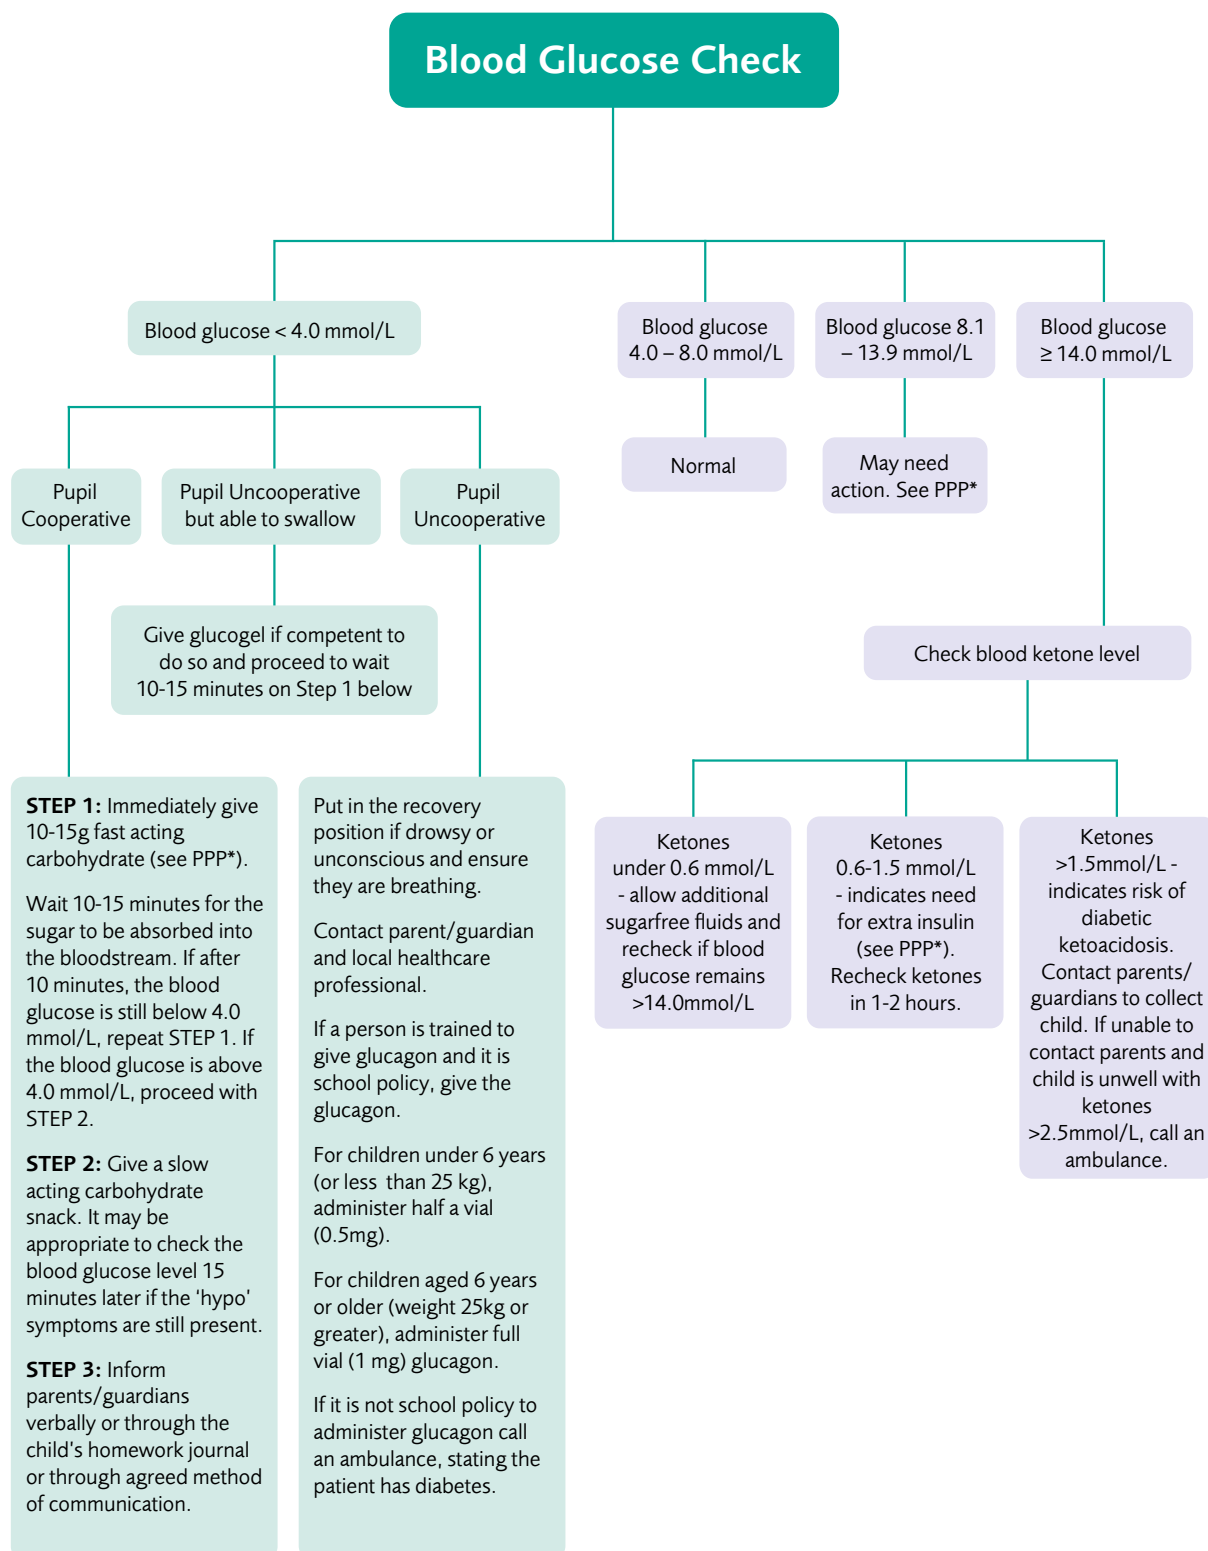 Blood Glucose Check
Blood glucose < 4.0 mmol/L
Blood glucose
4.0 – 8.0 mmol/L
Blood glucose 8.1
– 13.9 mmol/L
Blood glucose
≥ 14.0 mmol/L
Pupil
Cooperative
Pupil Uncooperative
but able to swallow
Pupil
Uncooperative
Normal
May need
action. See PPP*
Give glucogel if competent to
do so and proceed to wait
10-15 minutes on Step 1 below
Check blood ketone level
STEP 1: Immediately give
10-15g fast acting
carbohydrate (see PPP*).
Wait 10-15 minutes for the
sugar to be absorbed into
the bloodstream. If after
10 minutes, the blood
glucose is still below 4.0
mmol/L, repeat STEP 1. If
the blood glucose is above
4.0 mmol/L, proceed with
STEP 2.
STEP 2: Give a slow
acting carbohydrate
snack. It may be
appropriate to check the
blood glucose level 15
minutes later if the ‘hypo’
symptoms are still present.
STEP 3: Inform
parents/guardians
verbally or through the
child's homework journal
or through agreed method
of communication.
Put in the recovery
position if drowsy or
unconscious and ensure
they are breathing.
Contact parent/guardian
and local healthcare
professional.
If a person is trained to
give glucagon and it is
school policy, give the
glucagon.
For children under 6 years
(or less than 25 kg),
administer half a vial
(0.5mg).
For children aged 6 years
or older (weight 25kg or
greater), administer full
vial (1 mg) glucagon.
If it is not school policy to
administer glucagon call
an ambulance, stating the
patient has diabetes.
Ketones
under 0.6 mmol/L
- allow additional
sugarfree fluids and
recheck if blood
glucose remains
>14.0mmol/L
Ketones
0.6-1.5 mmol/L
- indicates need
for extra insulin
(see PPP*).
Recheck ketones
in 1-2 hours.
Ketones
>1.5mmol/L -
indicates risk of
diabetic
ketoacidosis.
Contact parents/
guardians to collect
child. If unable to
contact parents and
child is unwell with
ketones
>2.5mmol/L, call an
ambulance.